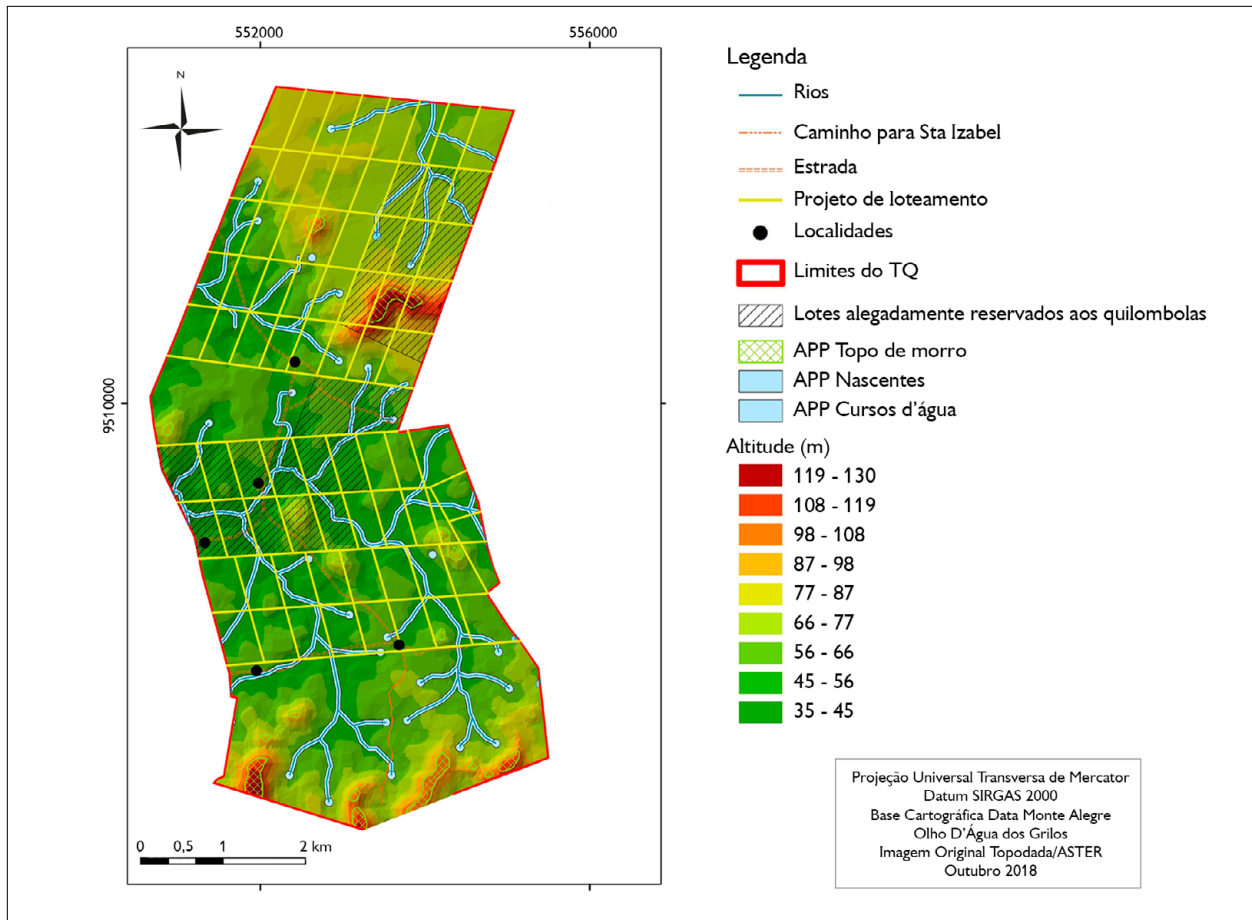 552000
556000
N
9510000
0 0,5 1 2 km
Legenda
Rios
Caminho para Sta Izabel
Estrada
Projeto de loteamento
Localidades
Limites do TQ
Lotes alegadamente reservados aos quilombolas
APP Topo de morro
APP Nascentes
APP Cursos d'água
Altitude (m)
119 - 130
108 - 119
98 - 108
87 - 98
77 - 87
66 - 77
56 - 66
45 - 56
35 - 45
Projeção Universal Transversa de Mercator
Datum SIRGAS 2000
Base Cartográfica Data Monte Alegre
Olho D'Água dos Grilos
Imagem Original Topodada/ASTER
Outubro 2018